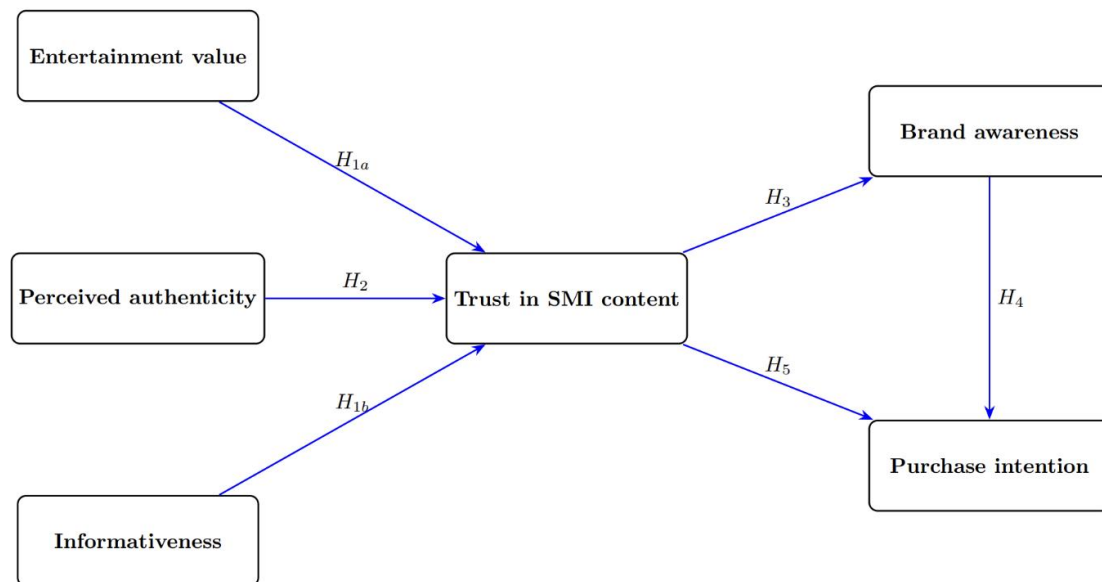 Entertainment value
Brand awareness
H1a
H3
Perceived authenticity
H2
Trust in SMI content
H4
H5
H1b
Purchase intention
Informativeness